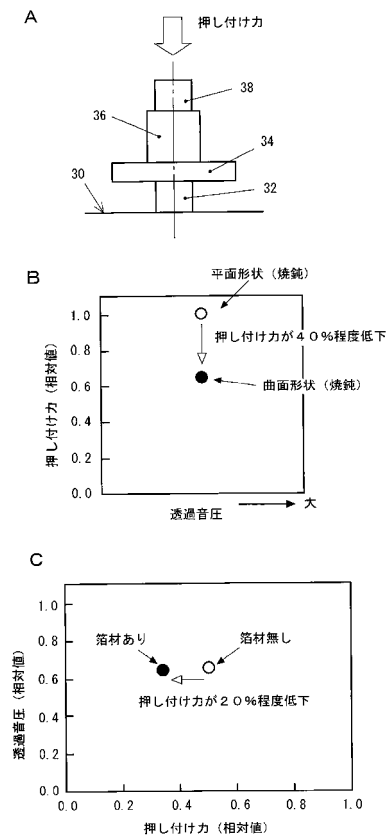 A
押し付け力
38
36
34
30
32
B
平面形状（焼鈍）
押し付け力が４０％程度低下
曲面形状（焼鈍）
押し付け力（相対値）
1.0
0.8
0.6
0.4
0.2
0.0
透過音圧
大
C
箔材あり
箔材無し
押し付け力が２０％程度低下
透過音圧（相対値）
1.0
0.8
0.6
0.4
0.2
0.0
0.0 0.2 0.4 0.6 0.8 1.0
押し付け力（相対値）